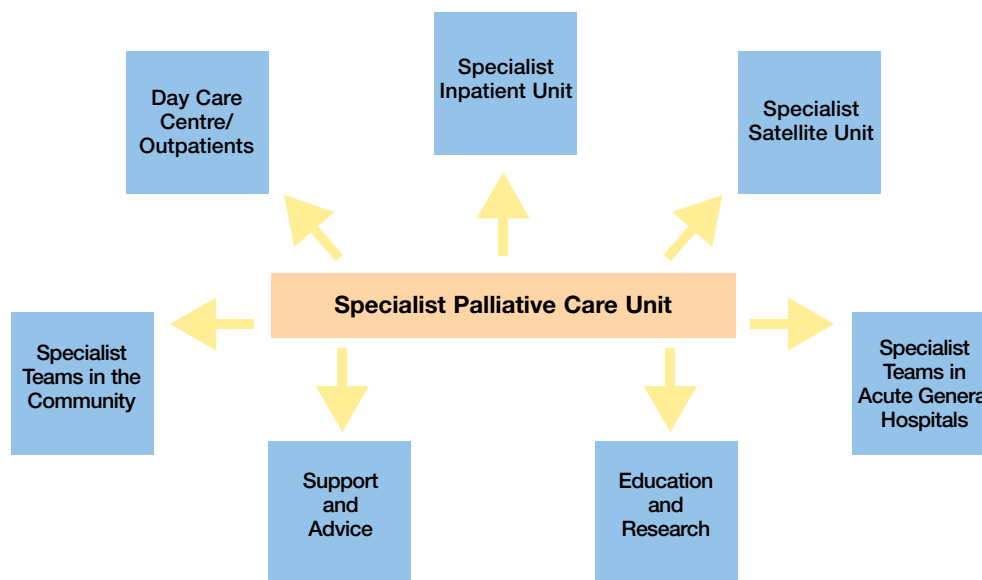 Specialist
Inpatient Unit
Day Care
Centre/
Outpatients
Specialist
Satellite Unit
Specialist Palliative Care Unit
Specialist
Teams in the
Community
Specialist
Teams in
Acute Genera
Hospitals
Support
and
Advice
Education
and
Research